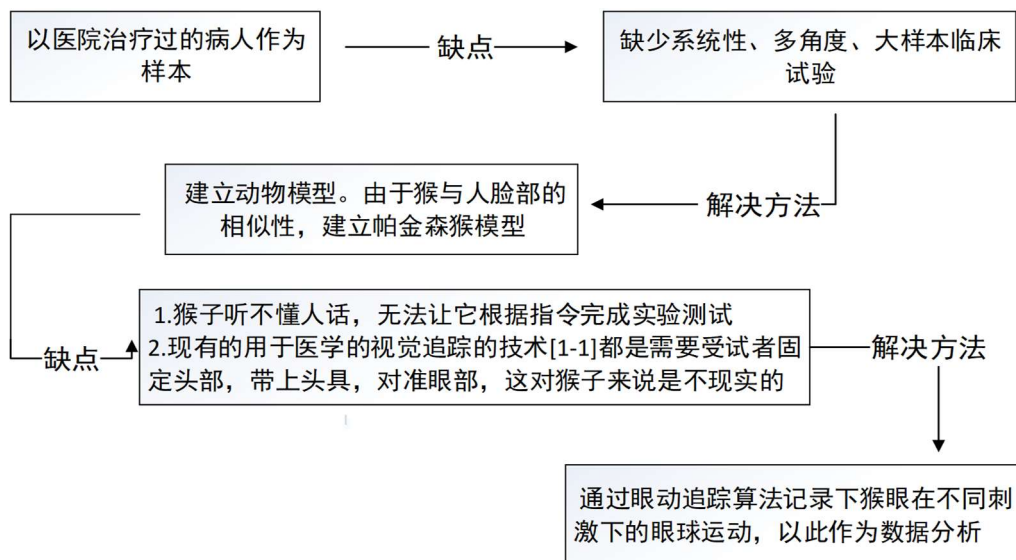 以医院治疗过的病人作为
样本
缺点
缺少系统性、多角度、大样本临床
试验
解决方法
建立动物模型。由于猴与人脸部的
相似性，建立帕金森猴模型
缺点
1.猴子听不懂人话，无法让它根据指令完成实验测试
2.现有的用于医学的视觉追踪的技术[1-1]都是需要受试者固
定头部，带上头具，对准眼部，这对猴子来说是不现实的
解决方法
通过眼动追踪算法记录下猴眼在不同刺
激下的眼球运动，以此作为数据分析